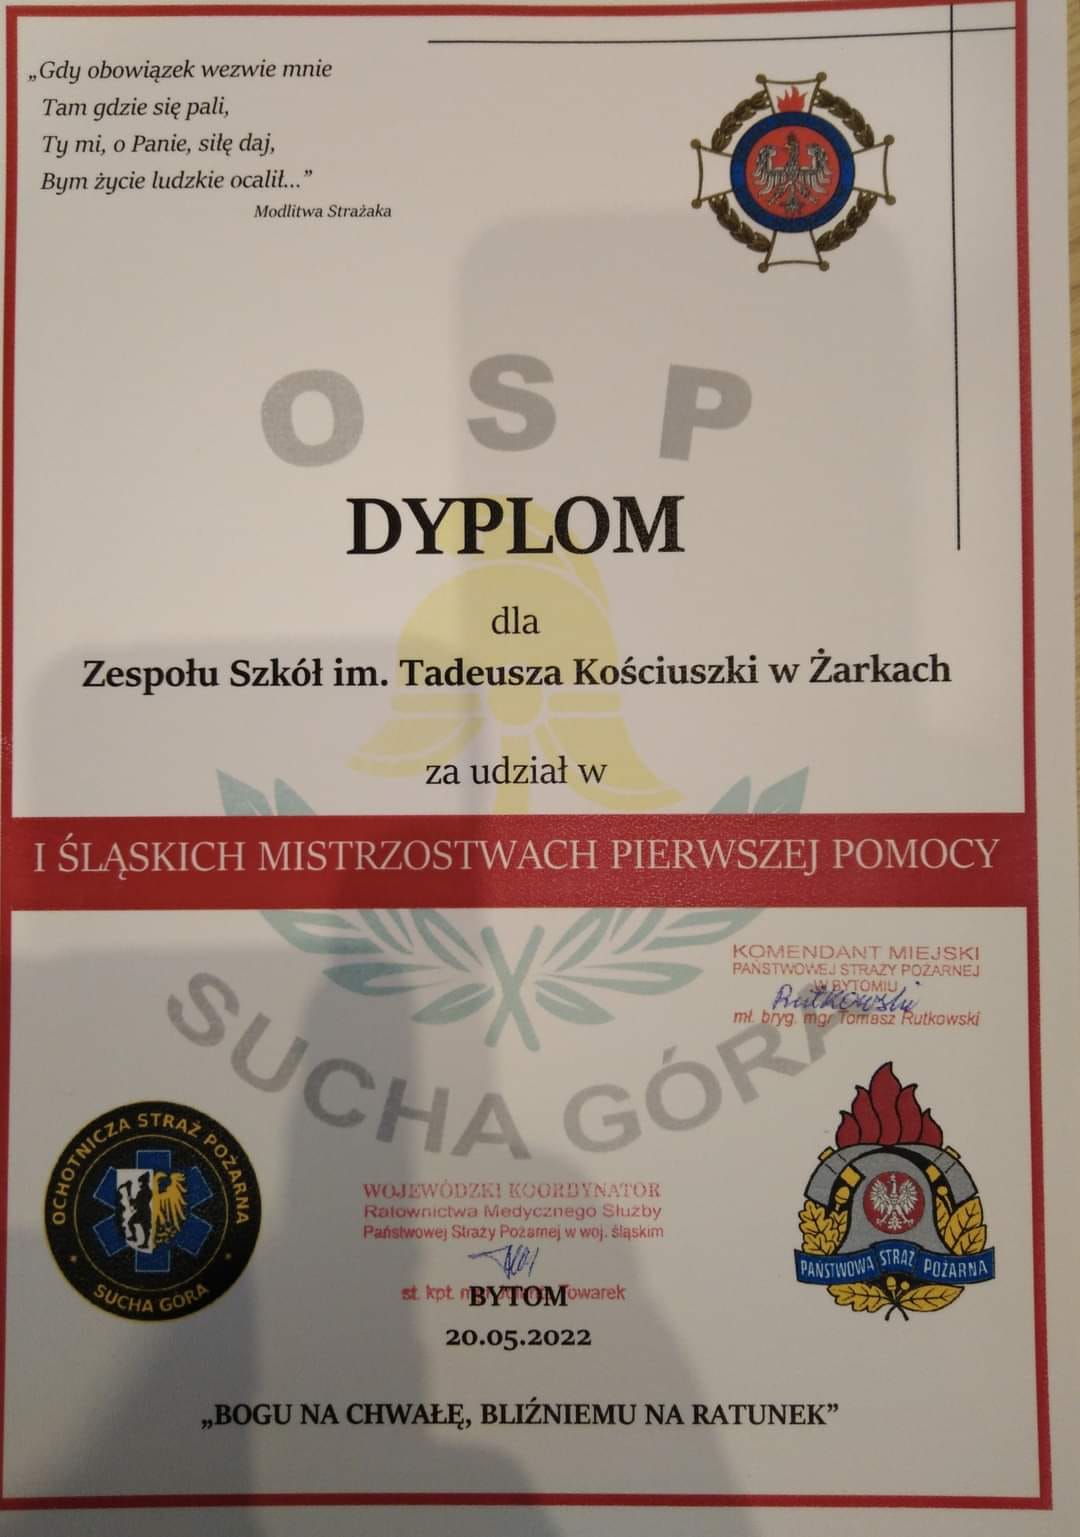 „Gdy obowiązek wezwie mnie
Tam gdzie się pali,
Ty mi, o Panie, siłę daj,
Bym życie ludzkie ocalił...”
Modlitwa Strażaka
O S P
DYPLOM
dla
Zespołu Szkół im. Tadeusza Kościuszki w Żarkach
za udział w
I ŚLĄSKICH MISTRZOSTWACH PIERWSZEJ POMOCY
KOMENDANT MIEJSKI
PAŃSTWOWEJ STRAŻY POŻARNEJ
W BYTOMIU
Rutkowski
mł. bryg. mgr Tomasz Rutkowski
SUCHA GÓRA
OCHOTNICZA STRAŻ POŻARNA
SUCHA GÓRA
WOJEWÓDZKI KOORDYNATOR
Ratownictwa Medycznego Służby
Państwowej Straży Pożarnej w woj. śląskim
st. kpt. Towarek
PAŃSTWOWA STRAŻ POŻARNA
BYTOM
20.05.2022
„BOGU NA CHWAŁĘ, BLIŹNIEMU NA RATUNEK”